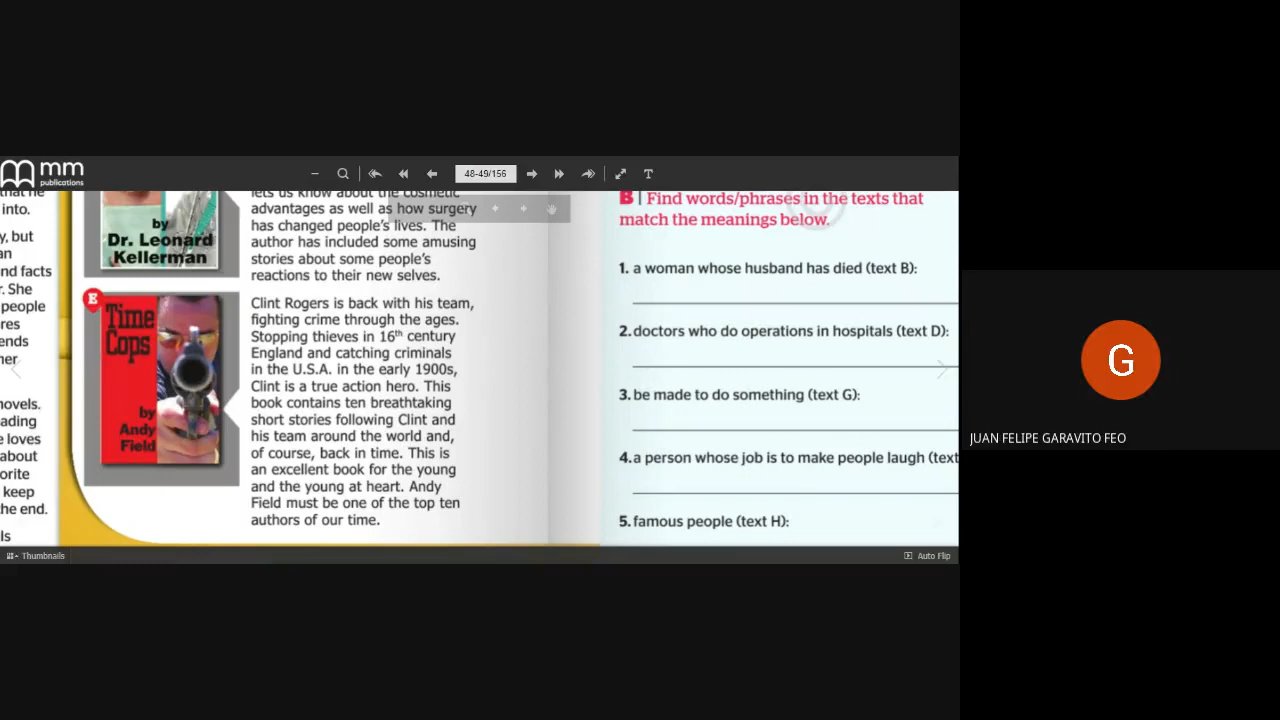 mm
publications
48-49/156
T
that he
into.
y, but
an
nd facts
r. She
people
res
ends
her
novels.
ading
e loves
about
orite
keep
the end.
ls
by
Dr. Leonard
Kellerman
lets us know about the cosmetic
advantages as well as how surgery
has changed people's lives. The
author has included some amusing
stories about some people's
reactions to their new selves.
E
Time
Cops
by
Andy
Field
Clint Rogers is back with his team,
fighting crime through the ages.
Stopping thieves in 16th century
England and catching criminals
in the U.S.A. in the early 1900s,
Clint is a true action hero. This
book contains ten breathtaking
short stories following Clint and
his team around the world and,
of course, back in time. This is
an excellent book for the young
and the young at heart. Andy
Field must be one of the top ten
authors of our time.
B | Find words/phrases in the texts that
match the meanings below.
1. a woman whose husband has died (text B):
2. doctors who do operations in hospitals (text D):
3. be made to do something (text G):
4. a person whose job is to make people laugh (text
5. famous people (text H):
Thumbnails
Auto Flip
G
JUAN FELIPE GARAVITO FEO